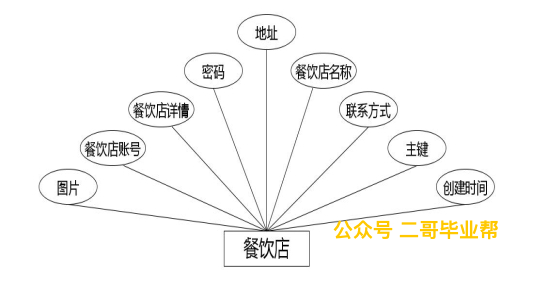 地址
密码
餐饮店名称
餐饮店详情
联系方式
餐饮店账号
主键
图片
创建时间
公众号 二哥毕业帮
餐饮店